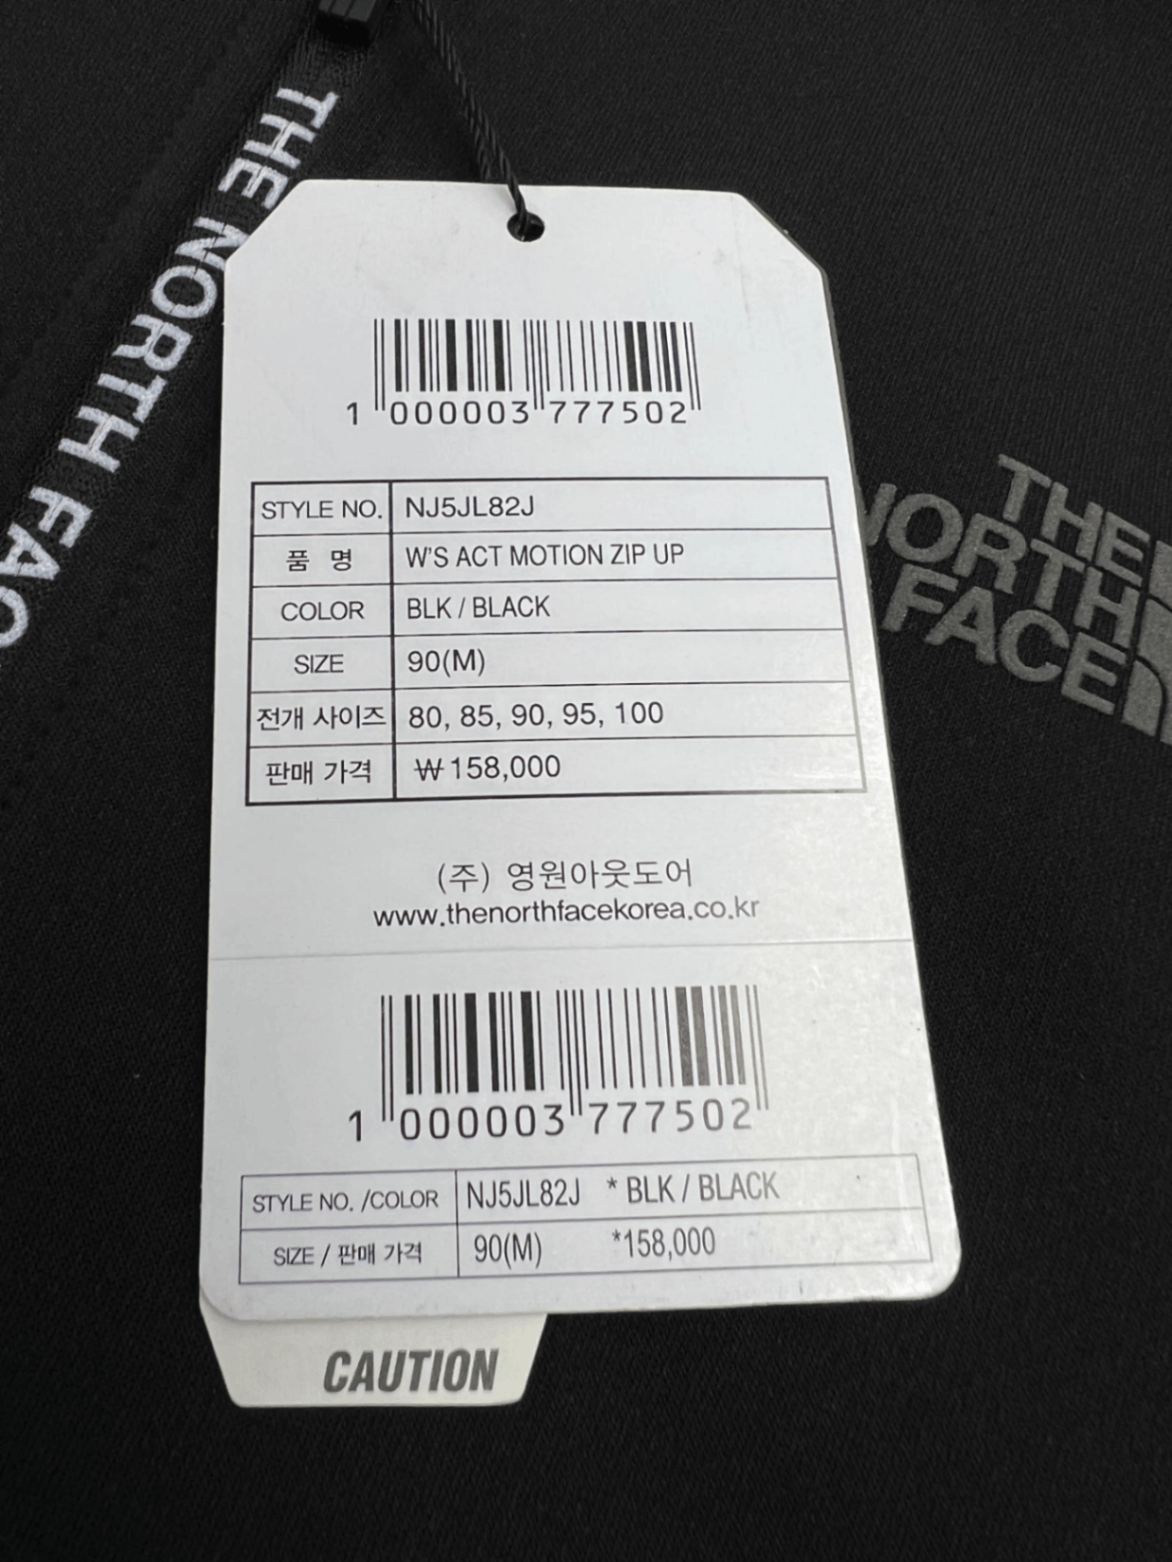 THE NORTH FAC
1 000003 777502
STYLE NO. NJ5JL82J
품 명 W'S ACT MOTION ZIP UP
COLOR BLK / BLACK
SIZE 90(M)
전개 사이즈 80, 85, 90, 95, 100
판매 가격 ₩158,000
(주) 영원아웃도어
www.thenorthfacekorea.co.kr
THE
NORTH
FACE
1 000003 777502
STYLE NO. /COLOR NJ5JL82J * BLK / BLACK
SIZE / 판매 가격 90(M) *158,000
CAUTION